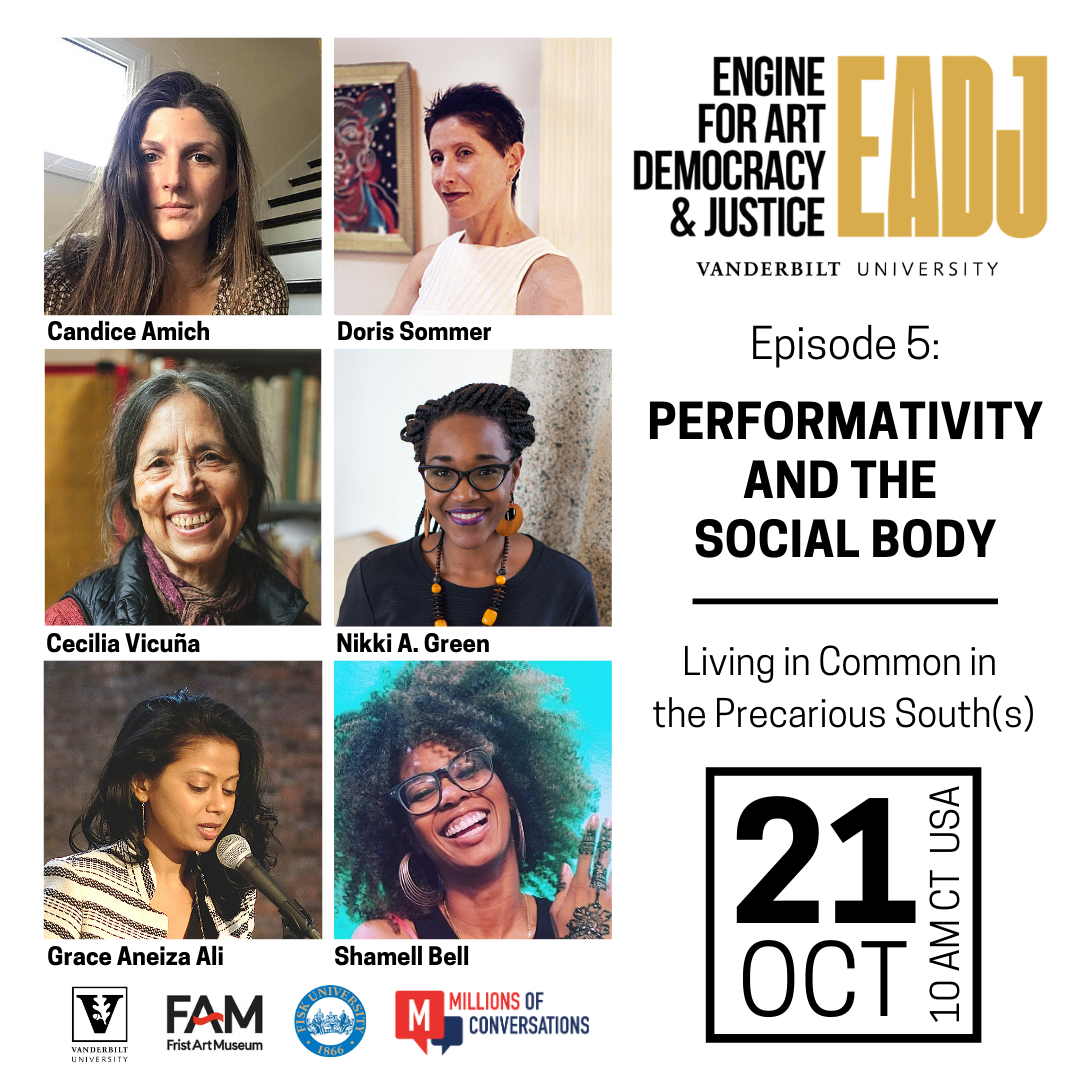 ENGINE
FOR ART
DEMOCRACY
& JUSTICE
EADJ
VANDERBILT UNIVERSITY
Candice Amich
Doris Sommer
Episode 5:
PERFORMATIVITY
AND THE
SOCIAL BODY
Cecilia Vicuña
Nikki A. Green
Living in Common in
the Precarious South(s)
Grace Aneiza Ali
Shamell Bell
21
OCT
10 AM CT USA
V
VANDERBILT
UNIVERSITY
FAM
Frist Art Museum
FISK UNIVERSITY
1866
M
MILLIONS OF
CONVERSATIONS